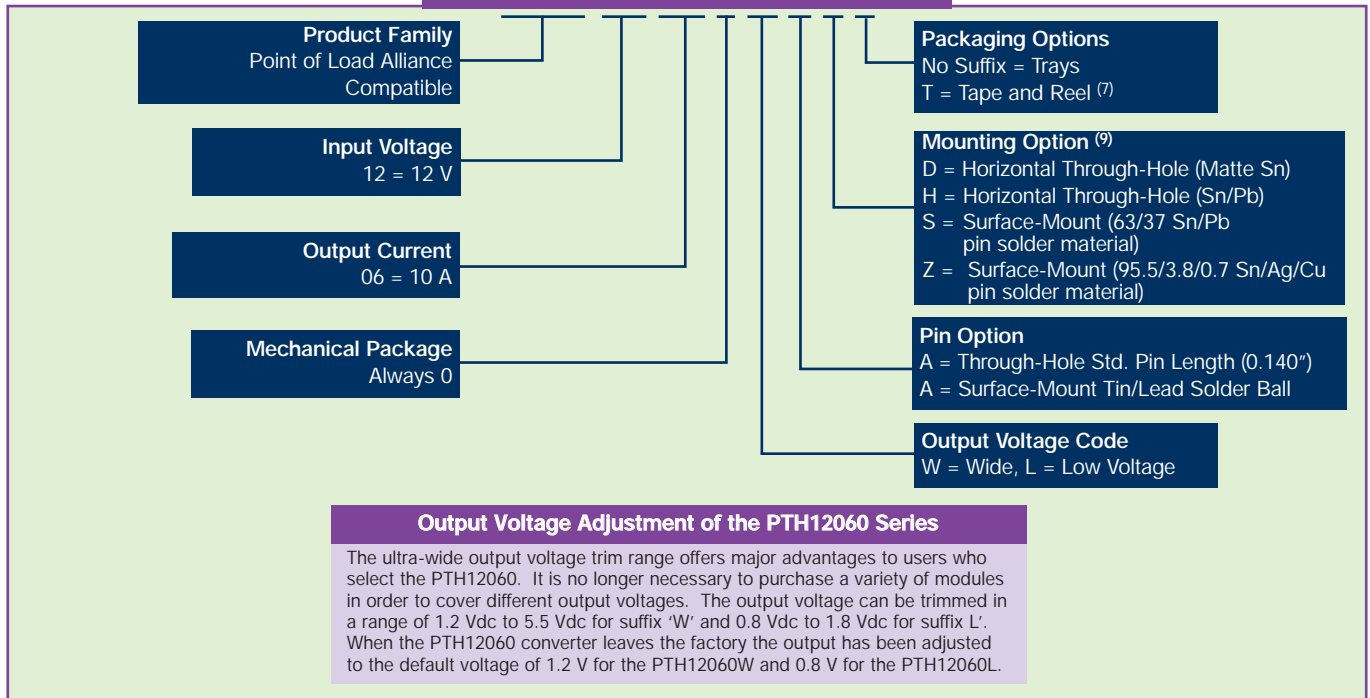 Product Family
Point of Load Alliance
Compatible
Input Voltage
12 = 12 V
Output Current
06 = 10 A
Mechanical Package
Always 0
Packaging Options
No Suffix = Trays
T = Tape and Reel (7)
Mounting Option (9)
D = Horizontal Through-Hole (Matte Sn)
H = Horizontal Through-Hole (Sn/Pb)
S = Surface-Mount (63/37 Sn/Pb
pin solder material)
Z = Surface-Mount (95.5/3.8/0.7 Sn/Ag/Cu
pin solder material)
Pin Option
A = Through-Hole Std. Pin Length (0.140″)
A = Surface-Mount Tin/Lead Solder Ball
Output Voltage Code
W = Wide, L = Low Voltage
Output Voltage Adjustment of the PTH12060 Series
The ultra-wide output voltage trim range offers major advantages to users who
select the PTH12060. It is no longer necessary to purchase a variety of modules
in order to cover different output voltages. The output voltage can be trimmed in
a range of 1.2 Vdc to 5.5 Vdc for suffix ‘W’ and 0.8 Vdc to 1.8 Vdc for suffix L’.
When the PTH12060 converter leaves the factory the output has been adjusted
to the default voltage of 1.2 V for the PTH12060W and 0.8 V for the PTH12060L.